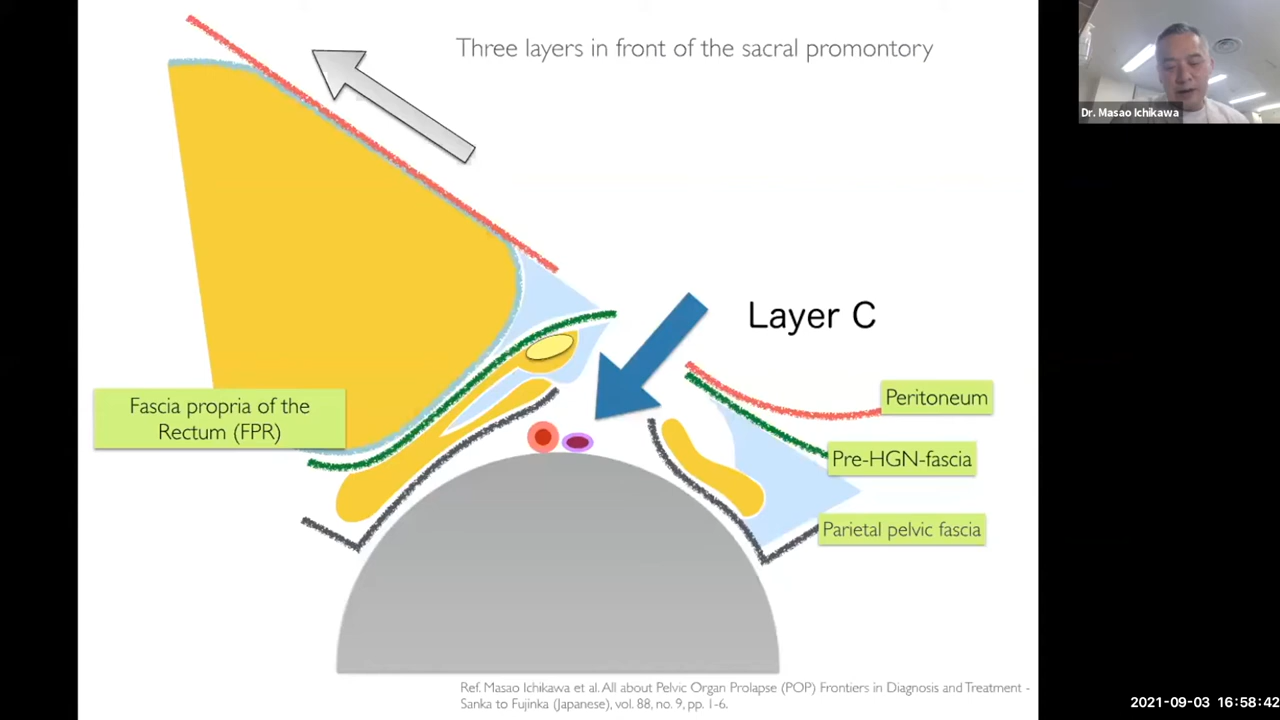 Three layers in front of the sacral promontory
Dr. Masao Ichikawa
Layer C
Fascia propria of the
Rectum (FPR)
Peritoneum
Pre-HGN-fascia
Parietal pelvic fascia
Ref. Masao Ichikawa et al. All about Pelvic Organ Prolapse (POP) Frontiers in Diagnosis and Treatment -
Sanka to Fujinka (Japanese), vol. 88, no. 9, pp. 1-6.
2021-09-03 16:58:42